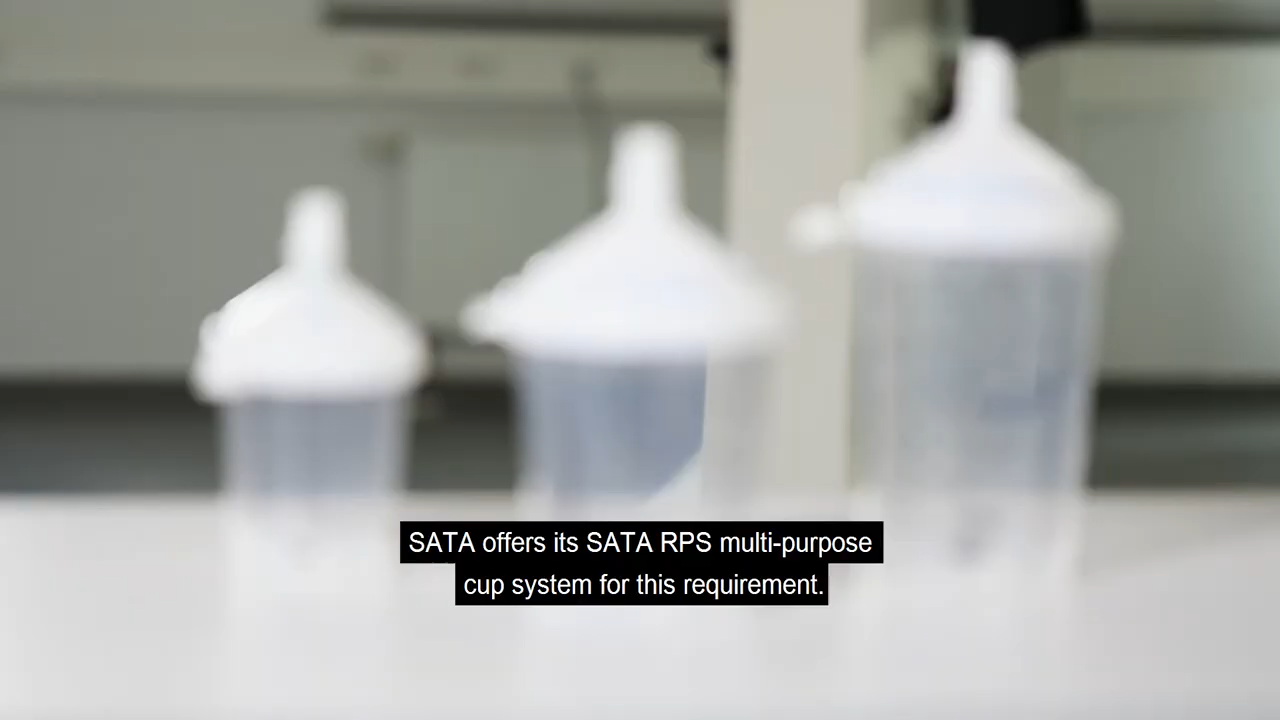 SATA offers its SATA RPS multi-purpose
cup system for this requirement.